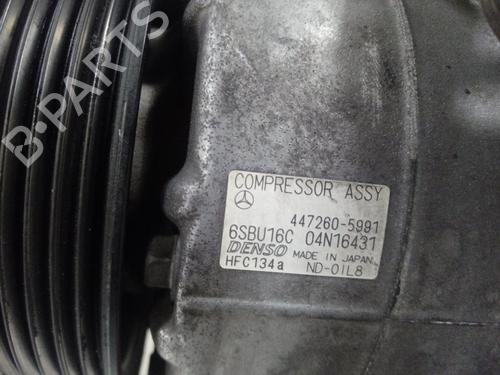 B-PARTS
COMPRESSOR ASSY
447260-5991
6SBU16C 04N16431
DENSO MADE IN JAPAN
HFC134a ND-OIL8